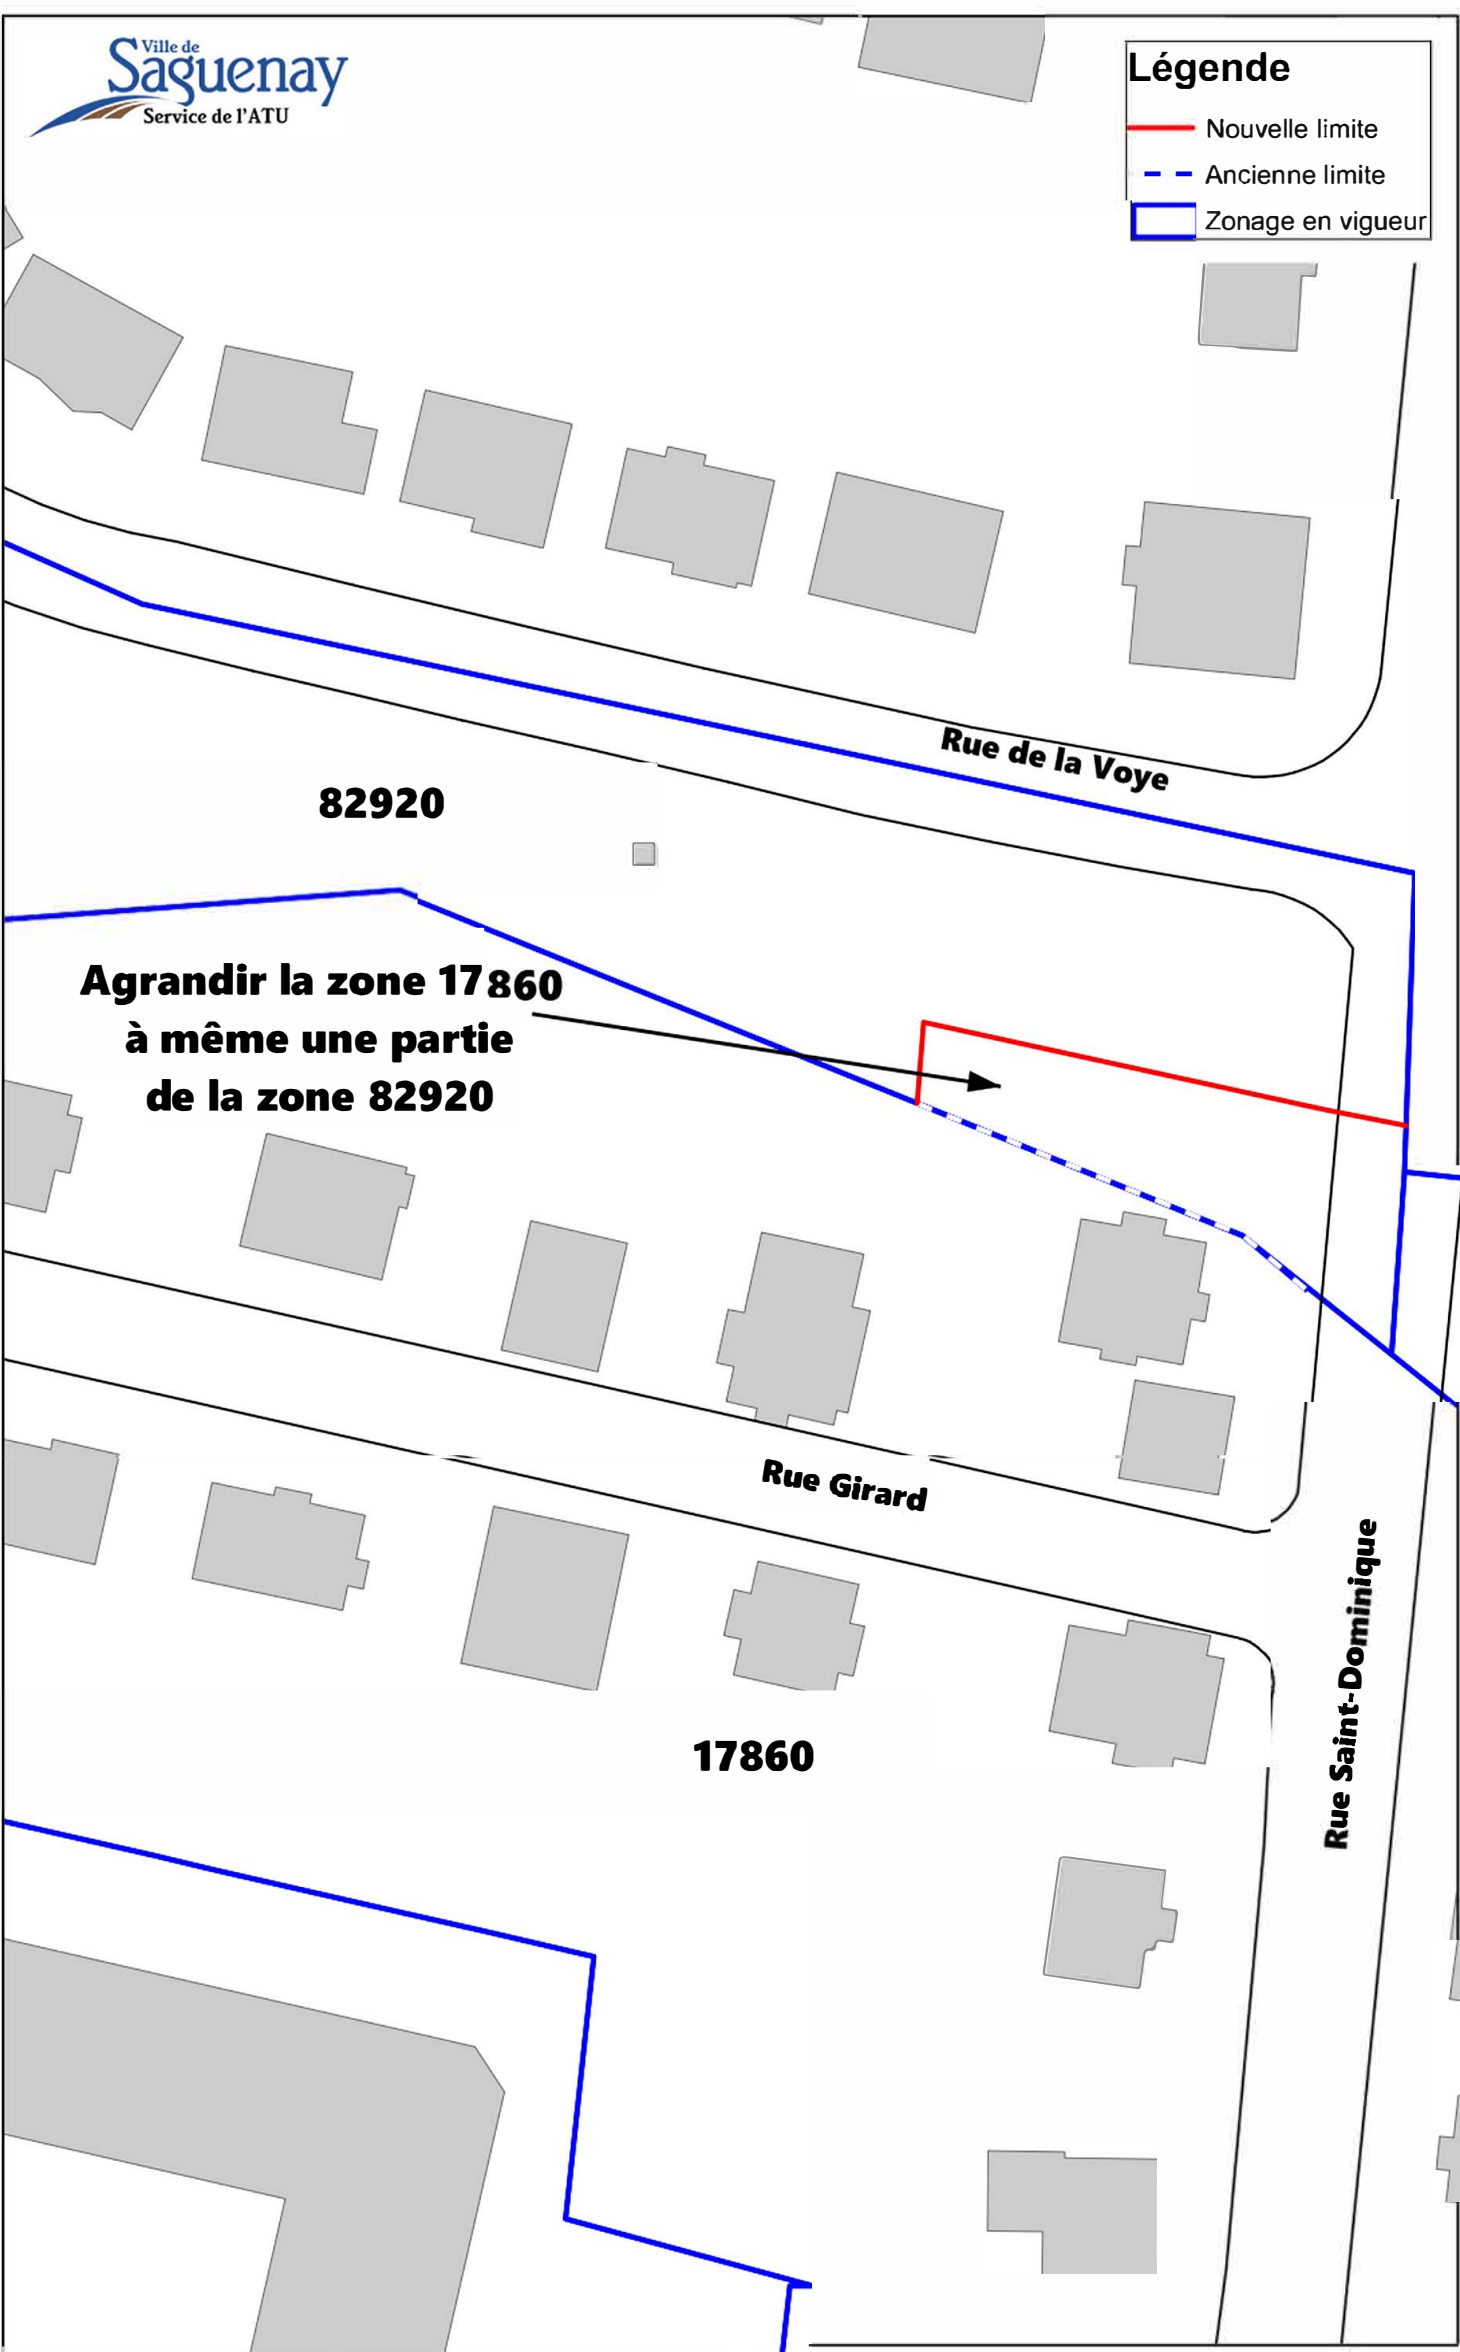 Ville de
Saguenay
Service de l'ATU
Légende
Nouvelle limite
Ancienne limite
Zonage en vigueur
Rue de la Voye
82920
Agrandir la zone 17860
à même une partie
de la zone 82920
Rue Girard
Rue Saint-Dominique
17860